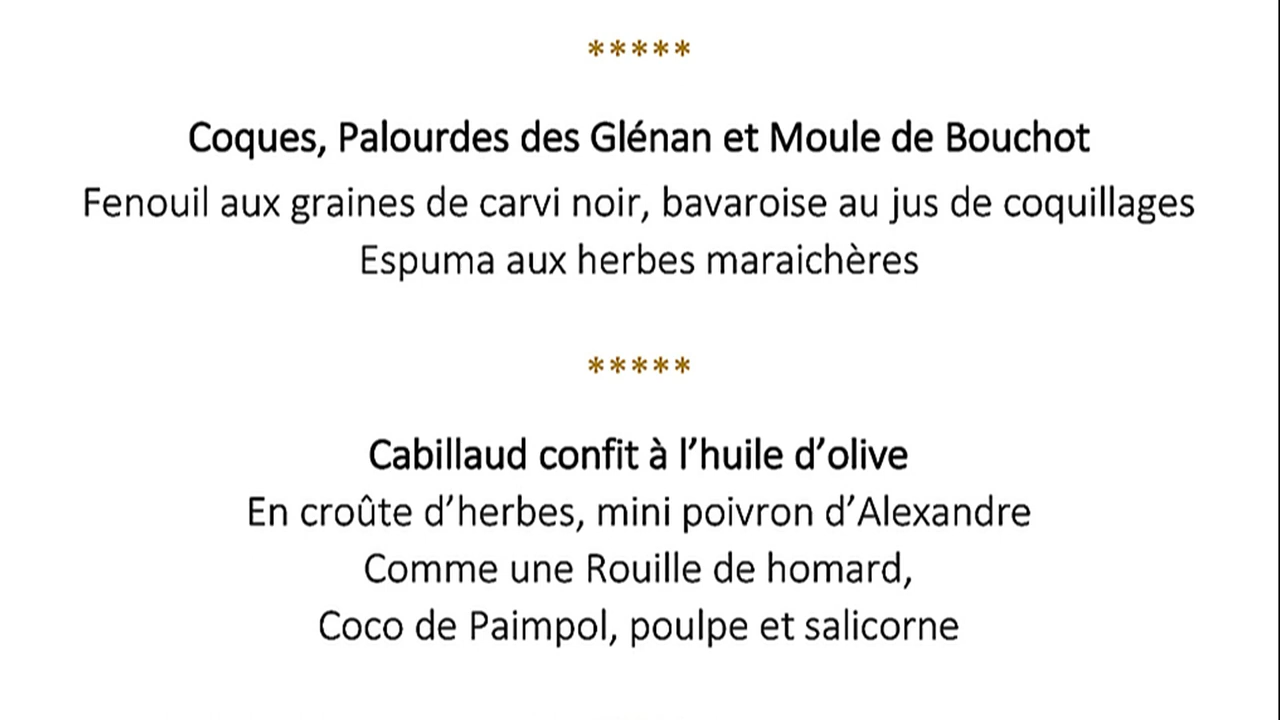 *****
Coques, Palourdes des Glénan et Moule de Bouchot
Fenouil aux graines de carvi noir, bavaroise au jus de coquillages
Espuma aux herbes maraichères
*****
Cabillaud confit à l’huile d’olive
En croûte d’herbes, mini poivron d’Alexandre
Comme une Rouille de homard,
Coco de Paimpol, poulpe et salicorne